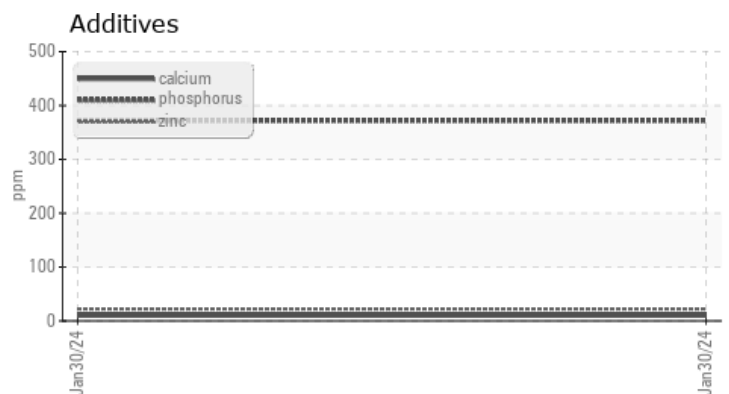 Additives
500
400
300
200
100
0
ppm
calcium
phosphorus
zinc
Jan30/24
Jan30/24